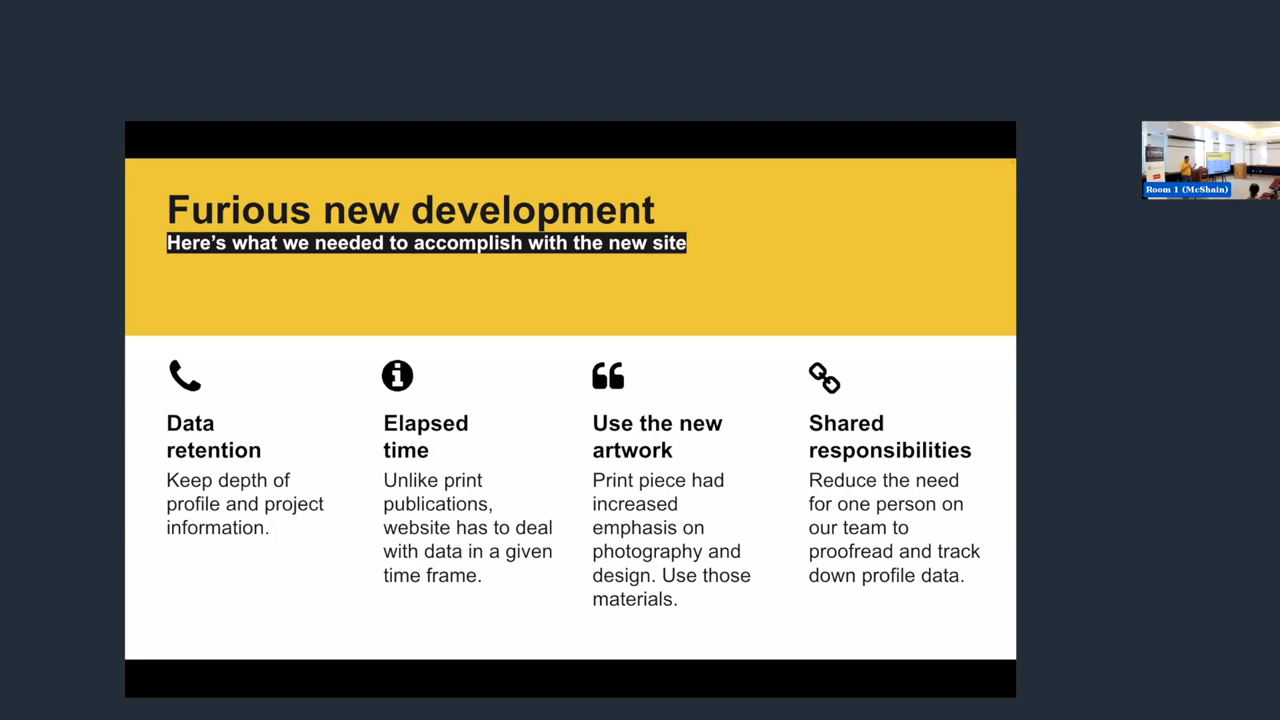 Furious new development
Here's what we needed to accomplish with the new site
Data
retention
Keep depth of
profile and project
information.
Elapsed
time
Unlike print
publications,
website has to deal
with data in a given
time frame.
Use the new
artwork
Print piece had
increased
emphasis on
photography and
design. Use those
materials.
Shared
responsibilities
Reduce the need
for one person on
our team to
proofread and track
down profile data.
Room 1 (McShain)